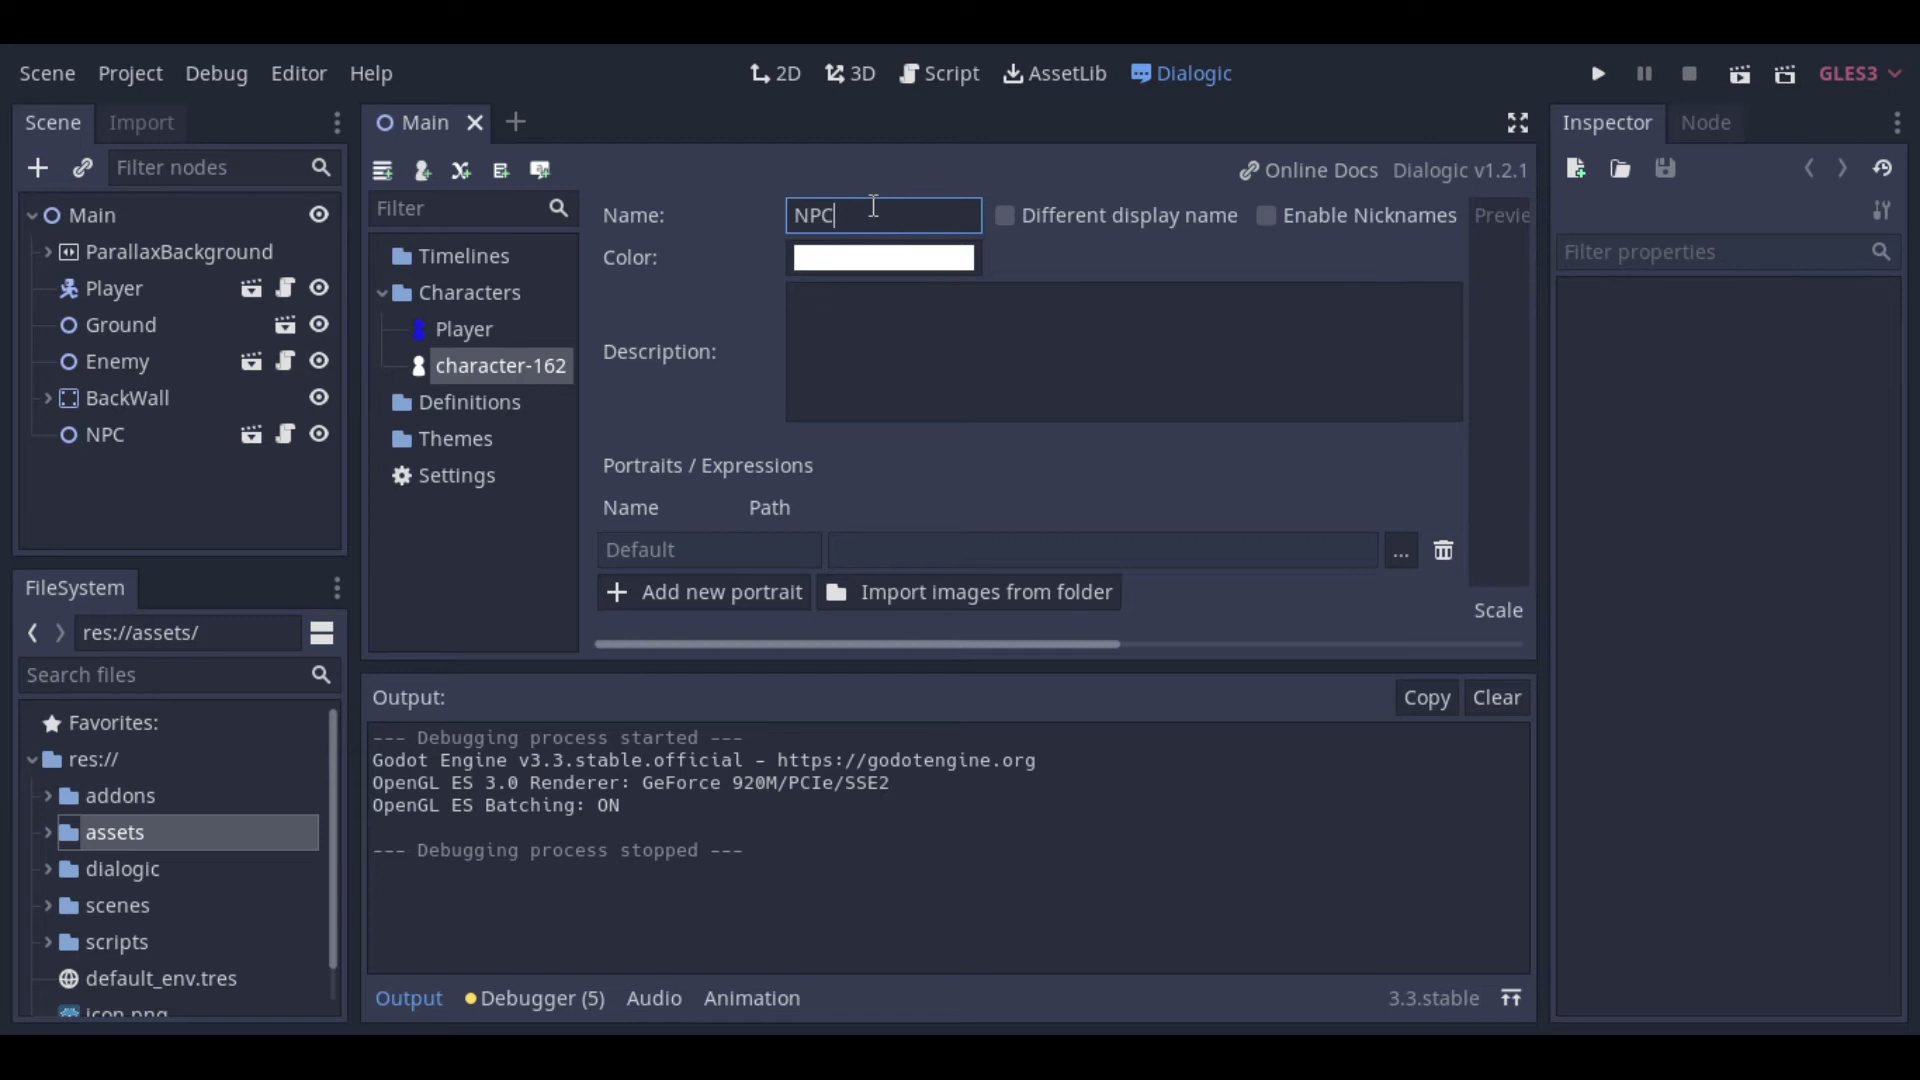 Scene Project Debug Editor Help 2D 3D Script AssetLib Dialogic GLES3
Scene Import
Filter nodes
Main
ParallaxBackground
Player
Ground
Enemy
BackWall
NPC
FileSystem
res://assets/
Search files
Favorites:
res://
addons
assets
dialogic
scenes
scripts
default_env.tres
icon.png
Main
Online Docs Dialogic v1.2.1
Filter
Timelines
Characters
Player
character-162
Definitions
Themes
Settings
Name: NPC Different display name Enable Nicknames
Color:
Description:
Portraits / Expressions
Name Path
Default ...
Add new portrait Import images from folder
Previe
Scale
Output: Copy Clear
--- Debugging process started ---
Godot Engine v3.3.stable.official - https://godotengine.org
OpenGL ES 3.0 Renderer: GeForce 920M/PCIe/SSE2
OpenGL ES Batching: ON
--- Debugging process stopped ---
Output Debugger (5) Audio Animation 3.3.stable
Inspector Node
Filter properties